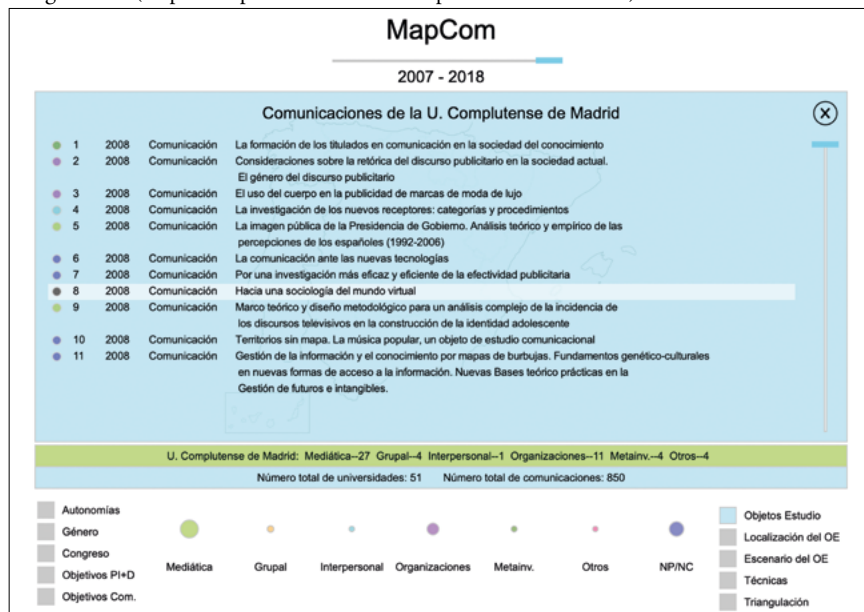 MapCom
2007 - 2018
Comunicaciones de la U. Complutense de Madrid
X
1 2008 Comunicación La formación de los titulados en comunicación en la sociedad del conocimiento
2 2008 Comunicación Consideraciones sobre la retórica del discurso publicitario en la sociedad actual.
El género del discurso publicitario
3 2008 Comunicación El uso del cuerpo en la publicidad de marcas de moda de lujo
4 2008 Comunicación La investigación de los nuevos receptores: categorías y procedimientos
5 2008 Comunicación La imagen pública de la Presidencia de Gobierno. Análisis teórico y empírico de las
percepciones de los españoles (1992-2006)
6 2008 Comunicación La comunicación ante las nuevas tecnologías
7 2008 Comunicación Por una investigación más eficaz y eficiente de la efectividad publicitaria
8 2008 Comunicación Hacia una sociología del mundo virtual
9 2008 Comunicación Marco teórico y diseño metodológico para un análisis complejo de la incidencia de
los discursos televisivos en la construcción de la identidad adolescente
10 2008 Comunicación Territorios sin mapa. La música popular, un objeto de estudio comunicacional
11 2008 Comunicación Gestión de la información y el conocimiento por mapas de burbujas. Fundamentos genético-culturales
en nuevas formas de acceso a la información. Nuevas Bases teórico prácticas en la
Gestión de futuros e intangibles.
U. Complutense de Madrid: Mediática--27 Grupal--4 Interpersonal--1 Organizaciones--11 Metainv.--4 Otros--4
Número total de universidades: 51 Número total de comunicaciones: 850
Autonomías
Género
Congreso
Objetivos PI+D
Objetivos Com.
Mediática Grupal Interpersonal Organizaciones Metainv. Otros NP/NC
Objetos Estudio
Localización del OE
Escenario del OE
Técnicas
Triangulación